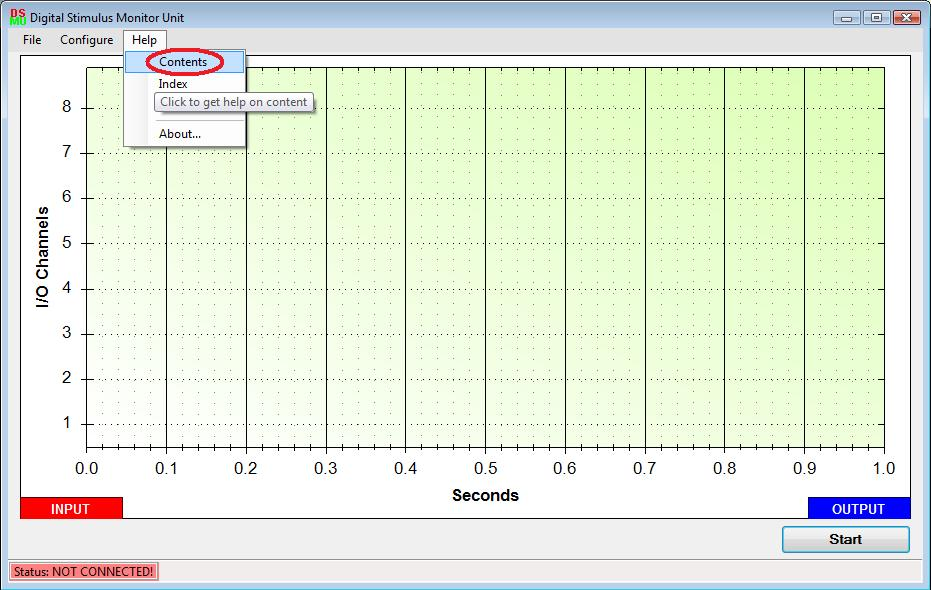 DS
MU
Digital Stimulus Monitor Unit
File Configure Help
Contents
Index
Click to get help on content
About...
I/O Channels
8
7
6
5
4
3
2
1
0.0 0.1 0.2 0.3 0.4 0.5 0.6 0.7 0.8 0.9 1.0
Seconds
INPUT OUTPUT
Start
Status: NOT CONNECTED!